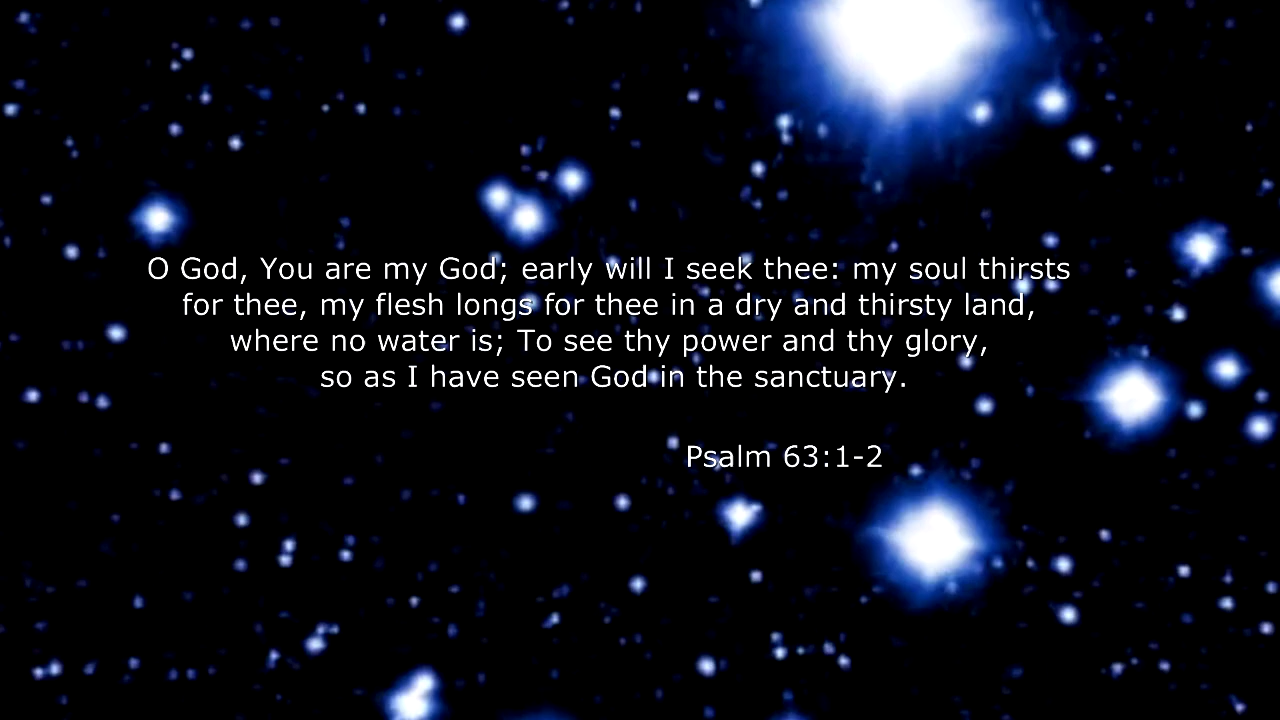 O God, You are my God; early will I seek thee: my soul thirsts
for thee, my flesh longs for thee in a dry and thirsty land,
where no water is; To see thy power and thy glory,
so as I have seen God in the sanctuary.
Psalm 63:1-2